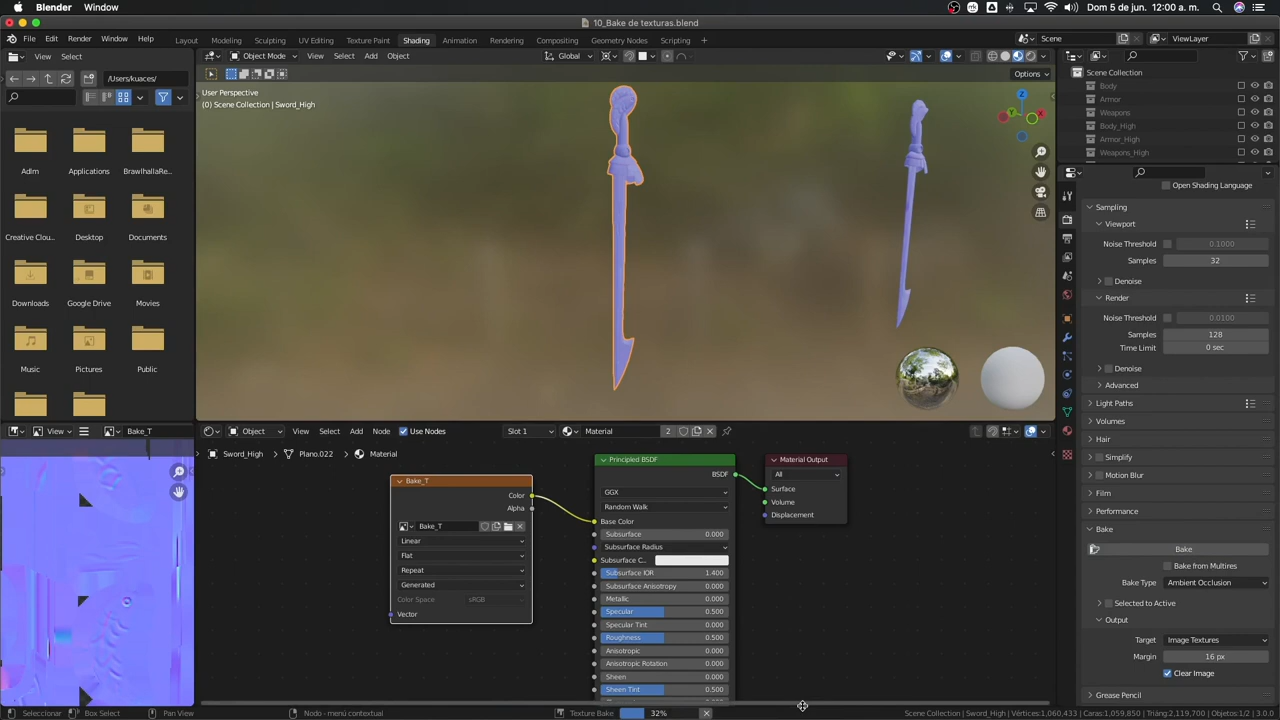 Blender Window
Dom 5 de jun. 12:00 a. m.
10_Bake de texturas.blend
File Edit Render Window Help
Layout Modeling Sculpting UV Editing Texture Paint Shading Animation Rendering Compositing Geometry Nodes Scripting
Scene
ViewLayer
View Select
/Users/kuaces/
Object Mode View Select Add Object
Global
Options
User Perspective
(0) Scene Collection | Sword_High
Z
Y
X
AdIm Applications BrawlhallaRe...
Creative Clou... Desktop Documents
Downloads Google Drive Movies
Music Pictures Public
Scene Collection
Body
Armor
Weapons
Body_High
Armor_High
Weapons_High
Open Shading Language
Sampling
Viewport
Noise Threshold 0.1000
Samples 32
Denoise
Render
Noise Threshold 0.0100
Samples 128
Time Limit 0 sec
Denoise
Advanced
Light Paths
Volumes
Hair
Simplify
Motion Blur
Film
Performance
Bake
Bake
Bake from Multires
Bake Type Ambient Occlusion
Selected to Active
Output
Target Image Textures
Margin 16 px
Clear Image
Grease Pencil
View
Bake_T
Object View Select Add Node Use Nodes Slot 1 Material 2
Sword_High Plano.022 Material
Bake_T
Color
Alpha
Bake_T
Linear
Flat
Repeat
Generated
Color Space sRGB
Vector
Principled BSDF
BSDF
GGX
Random Walk
Base Color
Subsurface 0.000
Subsurface Radius
Subsurface C..
Subsurface IOR 1.400
Subsurface Anisotropy 0.000
Metallic 0.000
Specular 0.500
Specular Tint 0.000
Roughness 0.500
Anisotropic 0.000
Anisotropic Rotation 0.000
Sheen 0.000
Sheen Tint 0.500
Material Output
All
Surface
Volume
Displacement
Seleccionar Box Select Pan View Nodo - menú contextual
Texture Bake 32%
Scene Collection | Sword_High | Vértices:1,060,433 | Caras:1,059,850 | Triáng:2,119,700 | Objetos:1/2 | 3.1.0